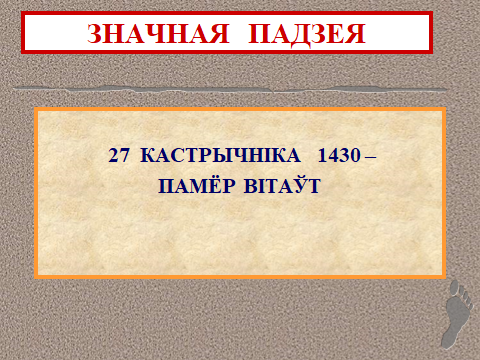 ЗНАЧНАЯ ПАДЗЕЯ
27 КАСТРЫЧНІКА 1430 –
ПАМЁР ВІТАЎТ